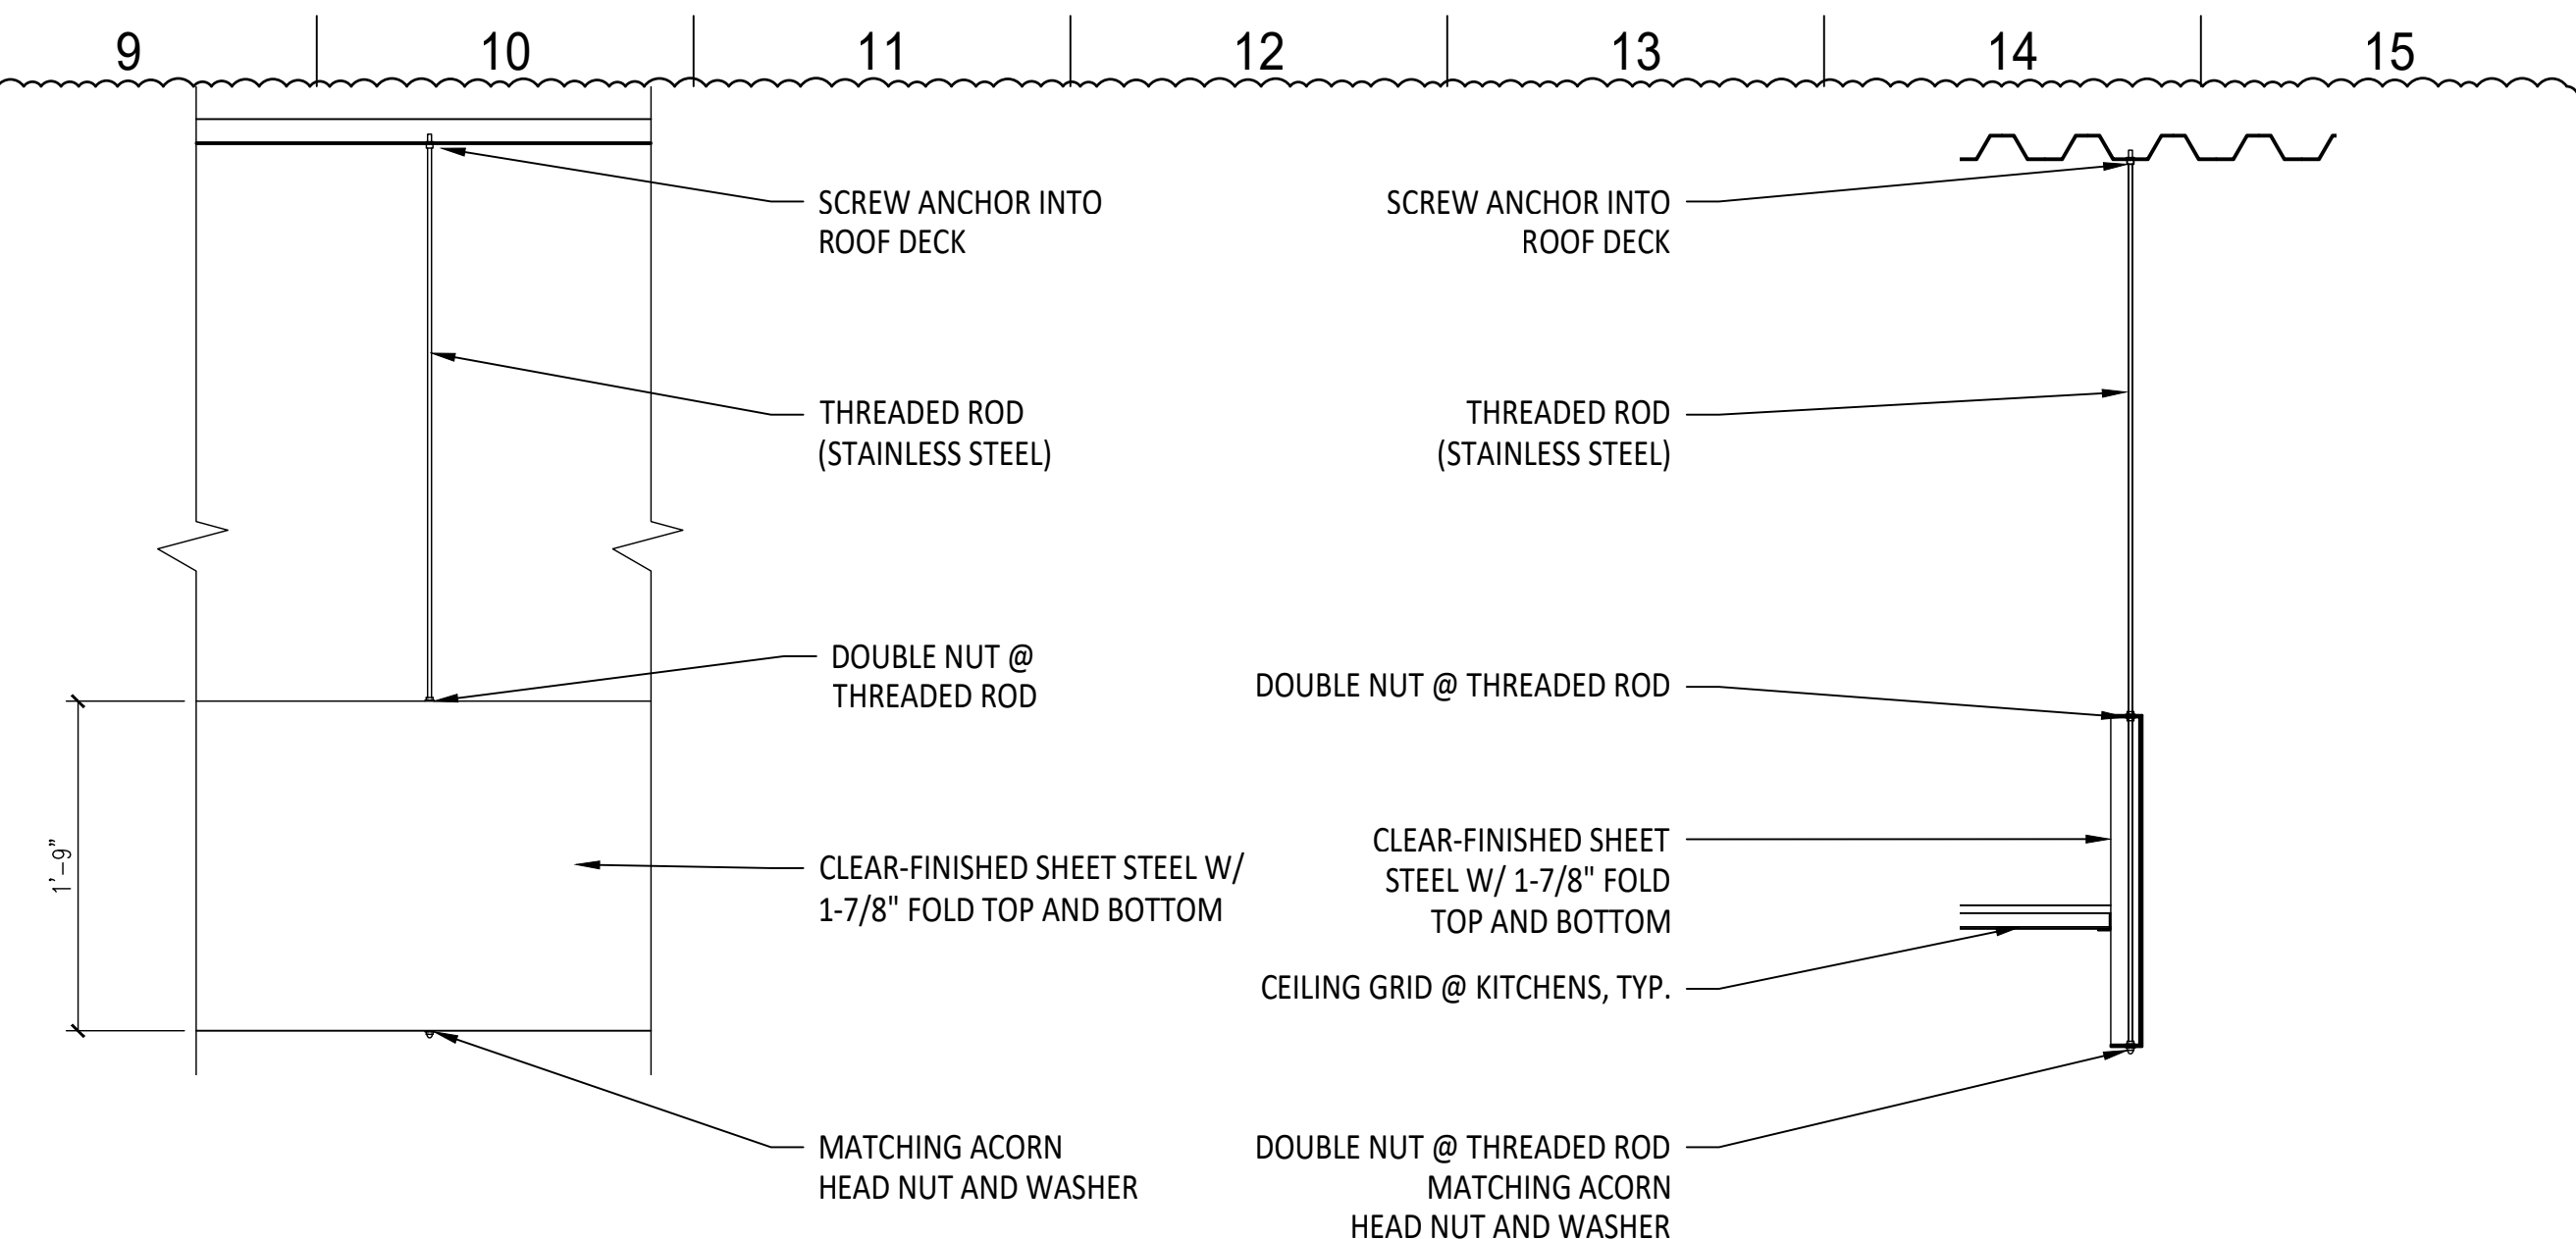 9 10 11 12 13 14 15
SCREW ANCHOR INTO
ROOF DECK
THREADED ROD
(STAINLESS STEEL)
DOUBLE NUT @
THREADED ROD
1'-9"
CLEAR-FINISHED SHEET STEEL W/
1-7/8" FOLD TOP AND BOTTOM
MATCHING ACORN
HEAD NUT AND WASHER
SCREW ANCHOR INTO
ROOF DECK
THREADED ROD
(STAINLESS STEEL)
DOUBLE NUT @ THREADED ROD
CLEAR-FINISHED SHEET
STEEL W/ 1-7/8" FOLD
TOP AND BOTTOM
CEILING GRID @ KITCHENS, TYP.
DOUBLE NUT @ THREADED ROD
MATCHING ACORN
HEAD NUT AND WASHER